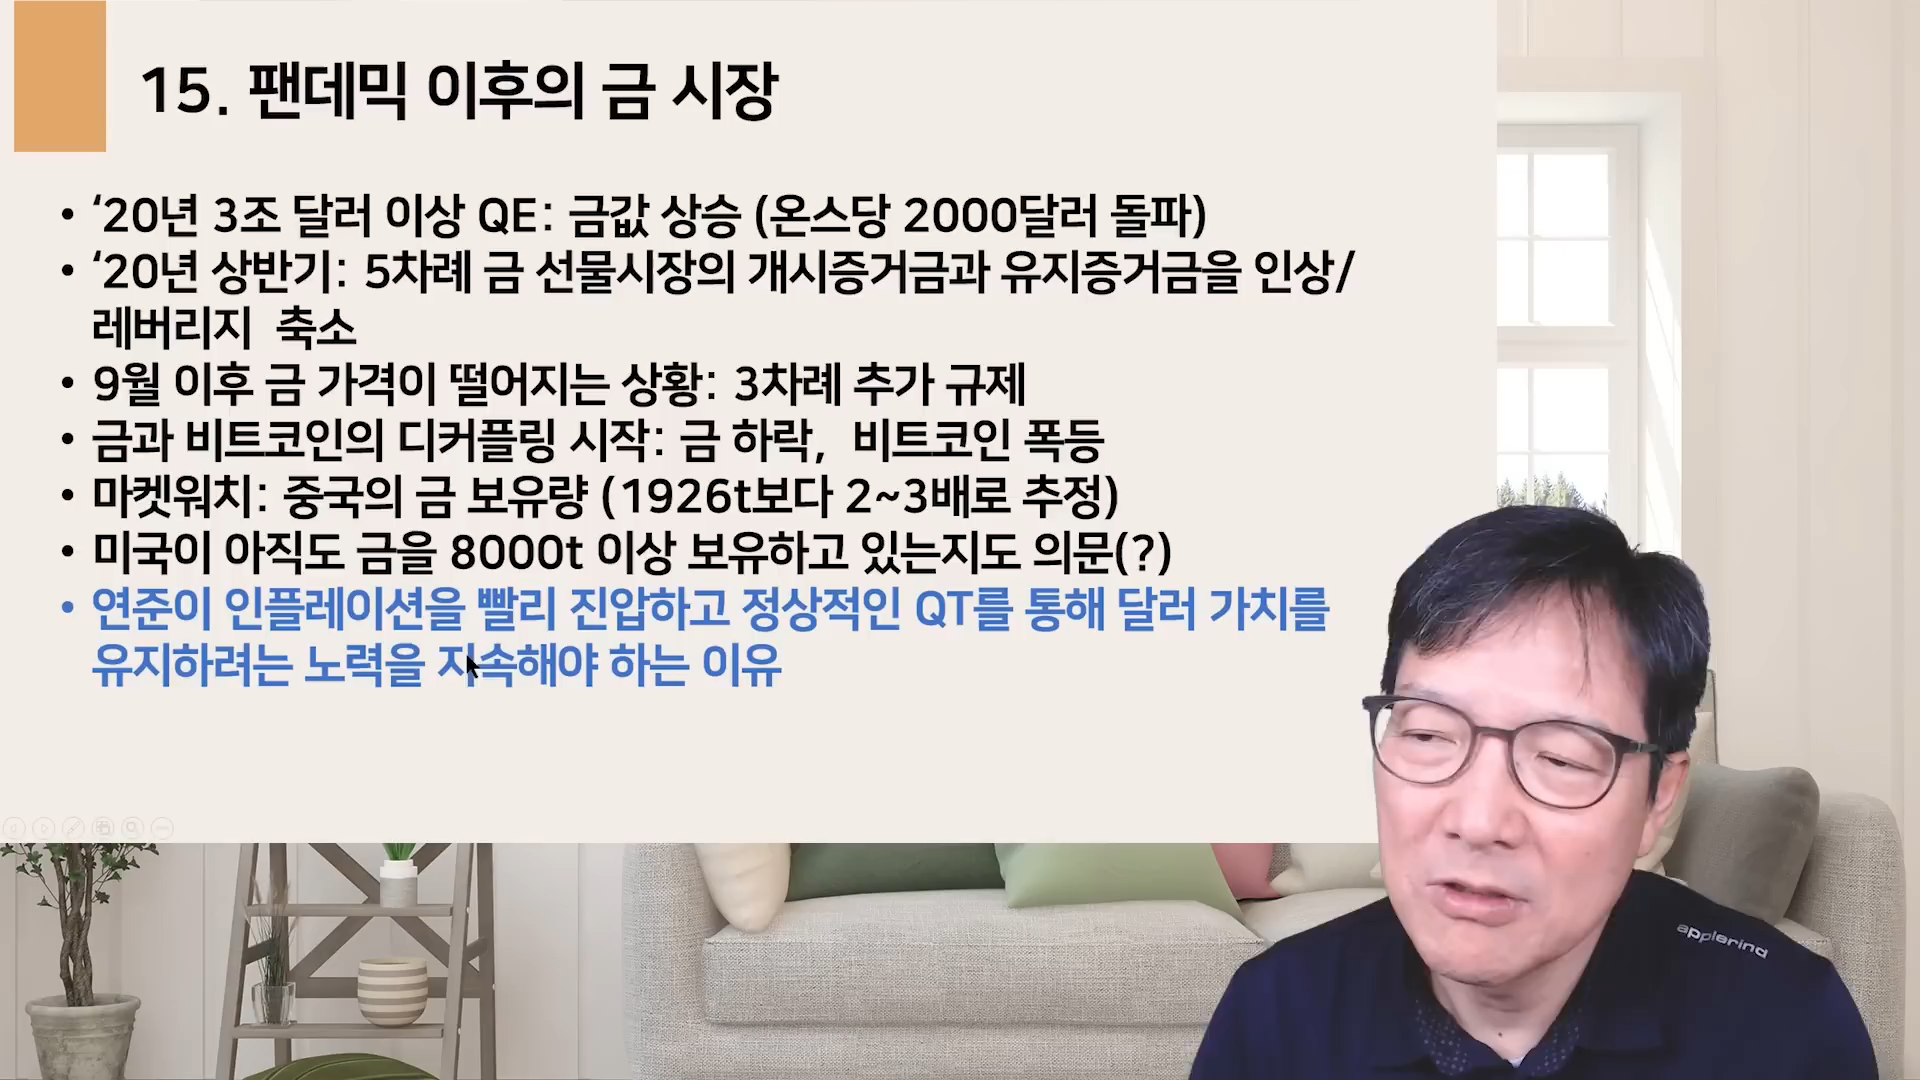 15. 팬데믹 이후의 금 시장
• ‘20년 3조 달러 이상 QE: 금값 상승 (온스당 2000달러 돌파)
• ‘20년 상반기: 5차례 금 선물시장의 개시증거금과 유지증거금을 인상/
레버리지 축소
• 9월 이후 금 가격이 떨어지는 상황: 3차례 추가 규제
• 금과 비트코인의 디커플링 시작: 금 하락, 비트코인 폭등
• 마켓워치: 중국의 금 보유량 (1926t보다 2~3배로 추정)
• 미국이 아직도 금을 8000t 이상 보유하고 있는지도 의문(?)
• 연준이 인플레이션을 빨리 진압하고 정상적인 QT를 통해 달러 가치를
유지하려는 노력을 지속해야 하는 이유
applerind